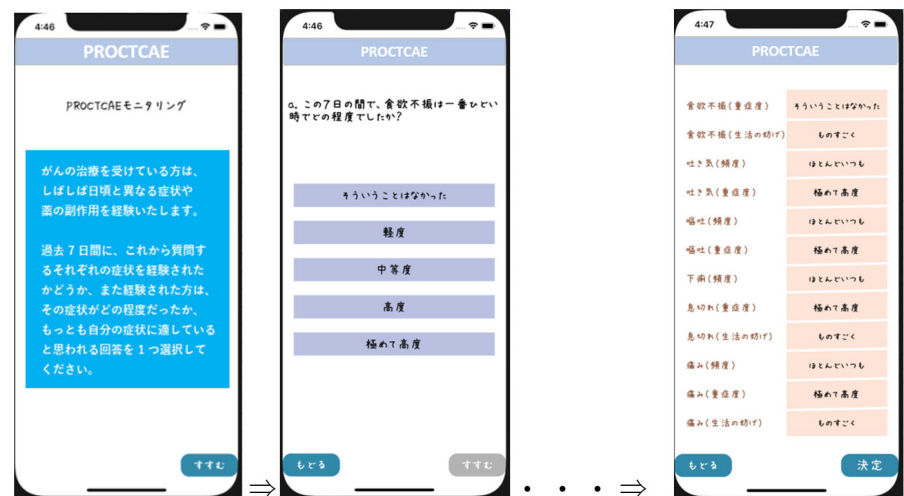 4:46
PROCTCAE
PROCTCAEモニタリング
がんの治療を受けている方は、
しばしば日頃と異なる症状や
薬の副作用を経験いたします。
過去７日間に、これから質問す
るそれぞれの症状を経験された
かどうか、また経験された方は、
その症状がどの程度だったか、
もっとも自分の症状に適している
と思われる回答を１つ選択して
ください。
すすむ
⇒
4:46
PROCTCAE
a. この7日の間で、食欲不振は一番ひどい
時でどの程度でしたか？
そういうことはなかった
軽度
中等度
高度
極めて高度
もどる
すすむ
・ ・ ・ ⇒
4:47
PROCTCAE
食欲不振(重症度) そういうことはなかった
食欲不振(生活の妨げ) ものすごく
吐き気(頻度) ほとんどいつも
吐き気(重症度) 極めて高度
嘔吐(頻度) ほとんどいつも
嘔吐(重症度) 極めて高度
下痢(頻度) ほとんどいつも
息切れ(重症度) 極めて高度
息切れ(生活の妨げ) ものすごく
痛み(頻度) ほとんどいつも
痛み(重症度) 極めて高度
痛み(生活の妨げ) ものすごく
もどる
決定